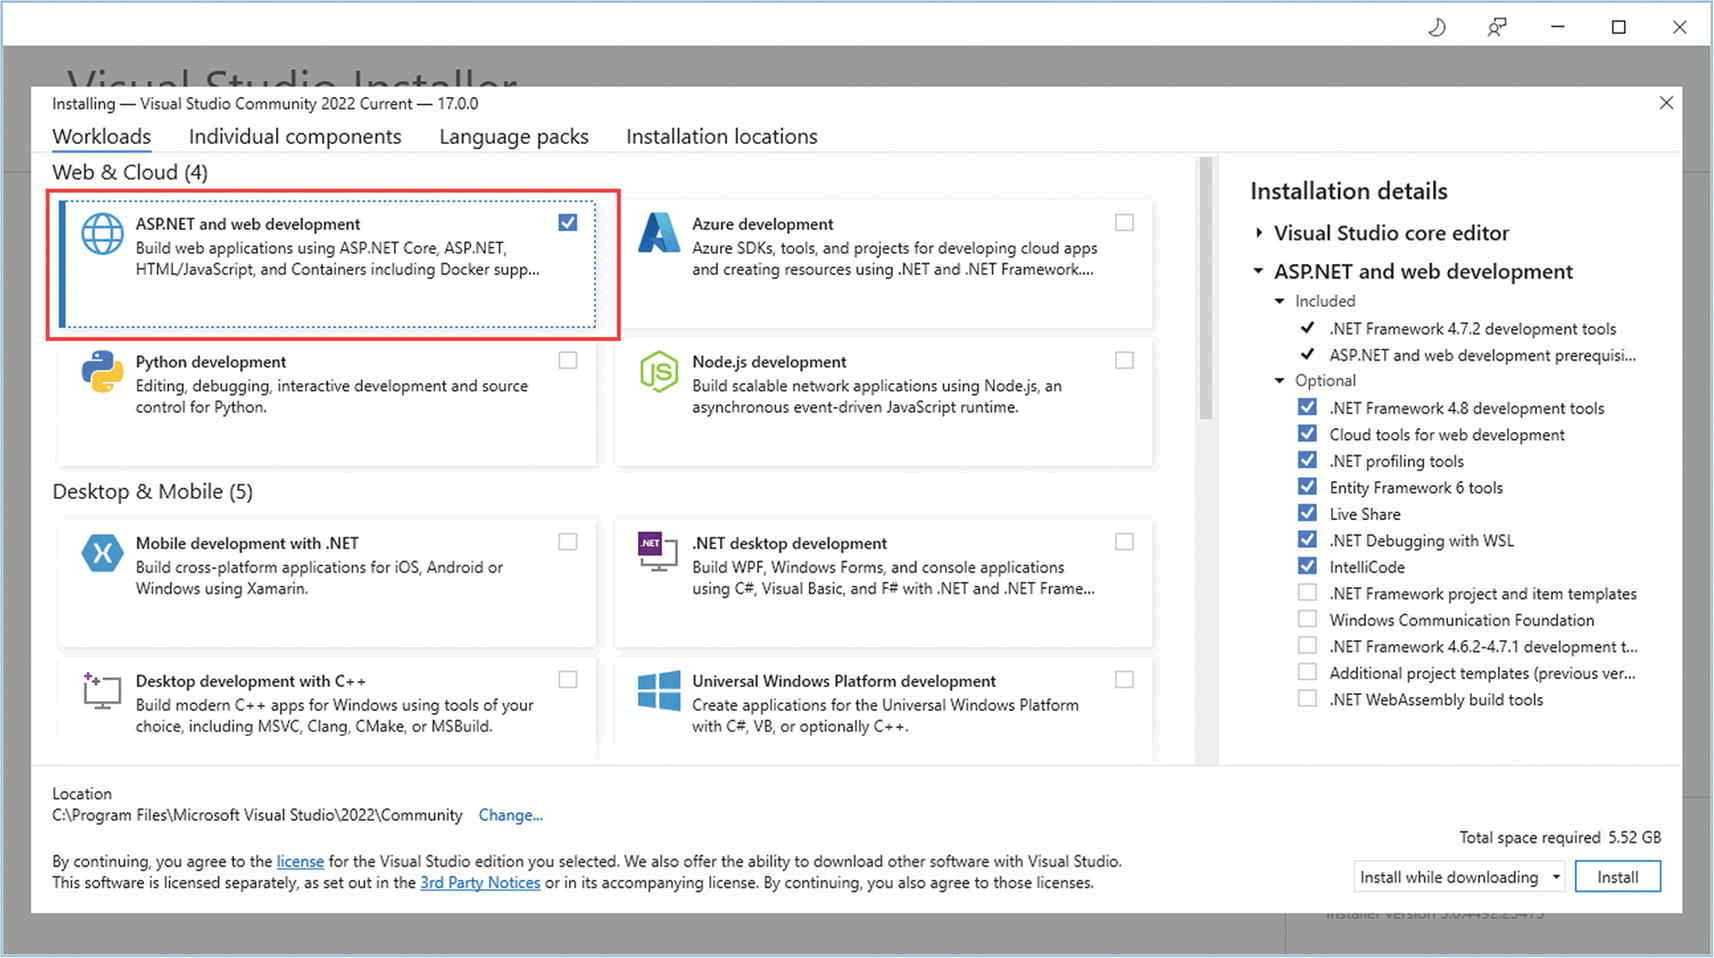 Visual Studio Installer
Installing — Visual Studio Community 2022 Current — 17.0.0
Workloads
Individual components
Language packs
Installation locations
Web & Cloud (4)
ASP.NET and web development
Build web applications using ASP.NET Core, ASP.NET,
HTML/JavaScript, and Containers including Docker supp...
Azure development
Azure SDKs, tools, and projects for developing cloud apps
and creating resources using .NET and .NET Framework....
Python development
Editing, debugging, interactive development and source
control for Python.
Node.js development
Build scalable network applications using Node.js, an
asynchronous event-driven JavaScript runtime.
Desktop & Mobile (5)
Mobile development with .NET
Build cross-platform applications for iOS, Android or
Windows using Xamarin.
.NET
.NET desktop development
Build WPF, Windows Forms, and console applications
using C#, Visual Basic, and F# with .NET and .NET Frame...
Desktop development with C++
Build modern C++ apps for Windows using tools of your
choice, including MSVC, Clang, CMake, or MSBuild.
Universal Windows Platform development
Create applications for the Universal Windows Platform
with C#, VB, or optionally C++.
Installation details
Visual Studio core editor
ASP.NET and web development
Included
.NET Framework 4.7.2 development tools
ASP.NET and web development prerequisi...
Optional
.NET Framework 4.8 development tools
Cloud tools for web development
.NET profiling tools
Entity Framework 6 tools
Live Share
.NET Debugging with WSL
IntelliCode
.NET Framework project and item templates
Windows Communication Foundation
.NET Framework 4.6.2-4.7.1 development t...
Additional project templates (previous ver...
.NET WebAssembly build tools
Location
C:\Program Files\Microsoft Visual Studio\2022\Community Change...
Total space required 5.52 GB
By continuing, you agree to the license for the Visual Studio edition you selected. We also offer the ability to download other software with Visual Studio.
This software is licensed separately, as set out in the 3rd Party Notices or in its accompanying license. By continuing, you also agree to those licenses.
Install while downloading
Install